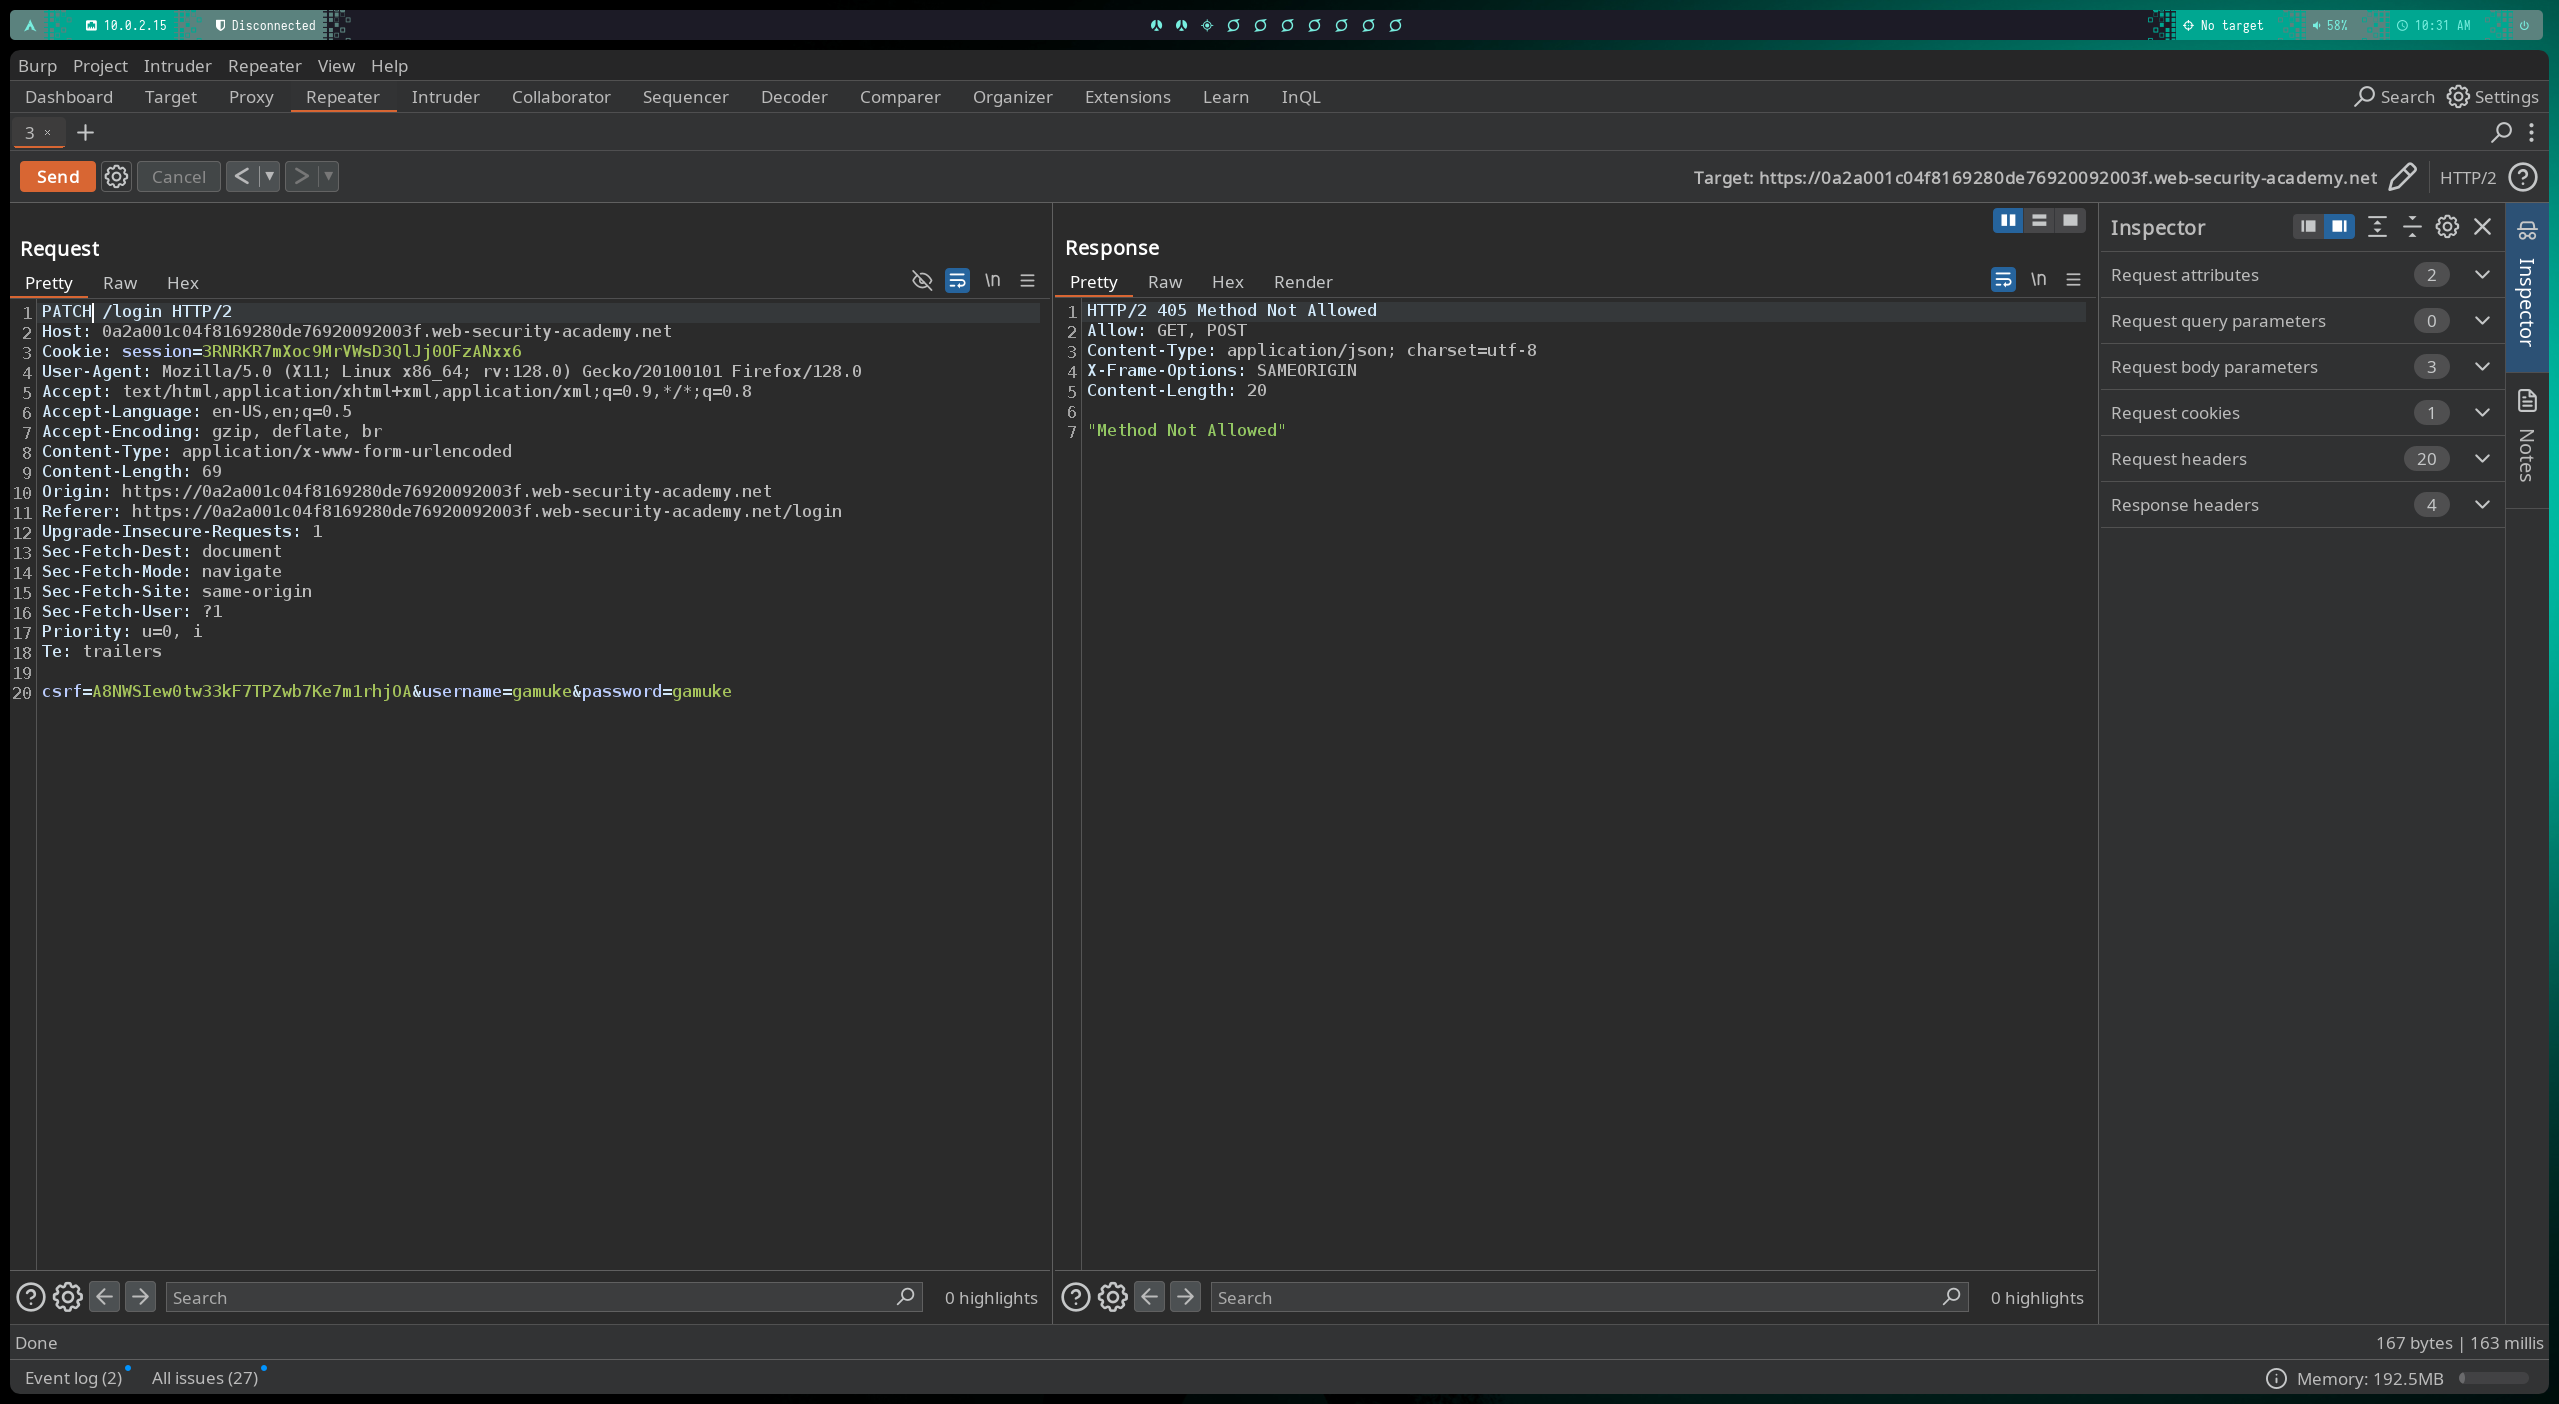 10.0.2.15 Disconnected No target 58% 10:31 AM
Burp Project Intruder Repeater View Help
Dashboard Target Proxy Repeater Intruder Collaborator Sequencer Decoder Comparer Organizer Extensions Learn InQL Search Settings
3 × +
Send Cancel < > Target: https://0a2a001c04f8169280de76920092003f.web-security-academy.net HTTP/2
Request
Pretty Raw Hex \n
1 PATCH /login HTTP/2
2 Host: 0a2a001c04f8169280de76920092003f.web-security-academy.net
3 Cookie: session=3RNRKR7mXoc9MrVWsD3QlJj0OFzANxx6
4 User-Agent: Mozilla/5.0 (X11; Linux x86_64; rv:128.0) Gecko/20100101 Firefox/128.0
5 Accept: text/html,application/xhtml+xml,application/xml;q=0.9,*/*;q=0.8
6 Accept-Language: en-US,en;q=0.5
7 Accept-Encoding: gzip, deflate, br
8 Content-Type: application/x-www-form-urlencoded
9 Content-Length: 69
10 Origin: https://0a2a001c04f8169280de76920092003f.web-security-academy.net
11 Referer: https://0a2a001c04f8169280de76920092003f.web-security-academy.net/login
12 Upgrade-Insecure-Requests: 1
13 Sec-Fetch-Dest: document
14 Sec-Fetch-Mode: navigate
15 Sec-Fetch-Site: same-origin
16 Sec-Fetch-User: ?1
17 Priority: u=0, i
18 Te: trailers
19
20 csrf=A8NWSIew0tw33kF7TPZwb7Ke7m1rhjOA&username=gamuke&password=gamuke
Search 0 highlights
Response
Pretty Raw Hex Render \n
1 HTTP/2 405 Method Not Allowed
2 Allow: GET, POST
3 Content-Type: application/json; charset=utf-8
4 X-Frame-Options: SAMEORIGIN
5 Content-Length: 20
6
7 "Method Not Allowed"
Search 0 highlights
Inspector
Request attributes 2
Request query parameters 0
Request body parameters 3
Request cookies 1
Request headers 20
Response headers 4
Inspector
Notes
Done 167 bytes | 163 millis
Event log (2) All issues (27) Memory: 192.5MB